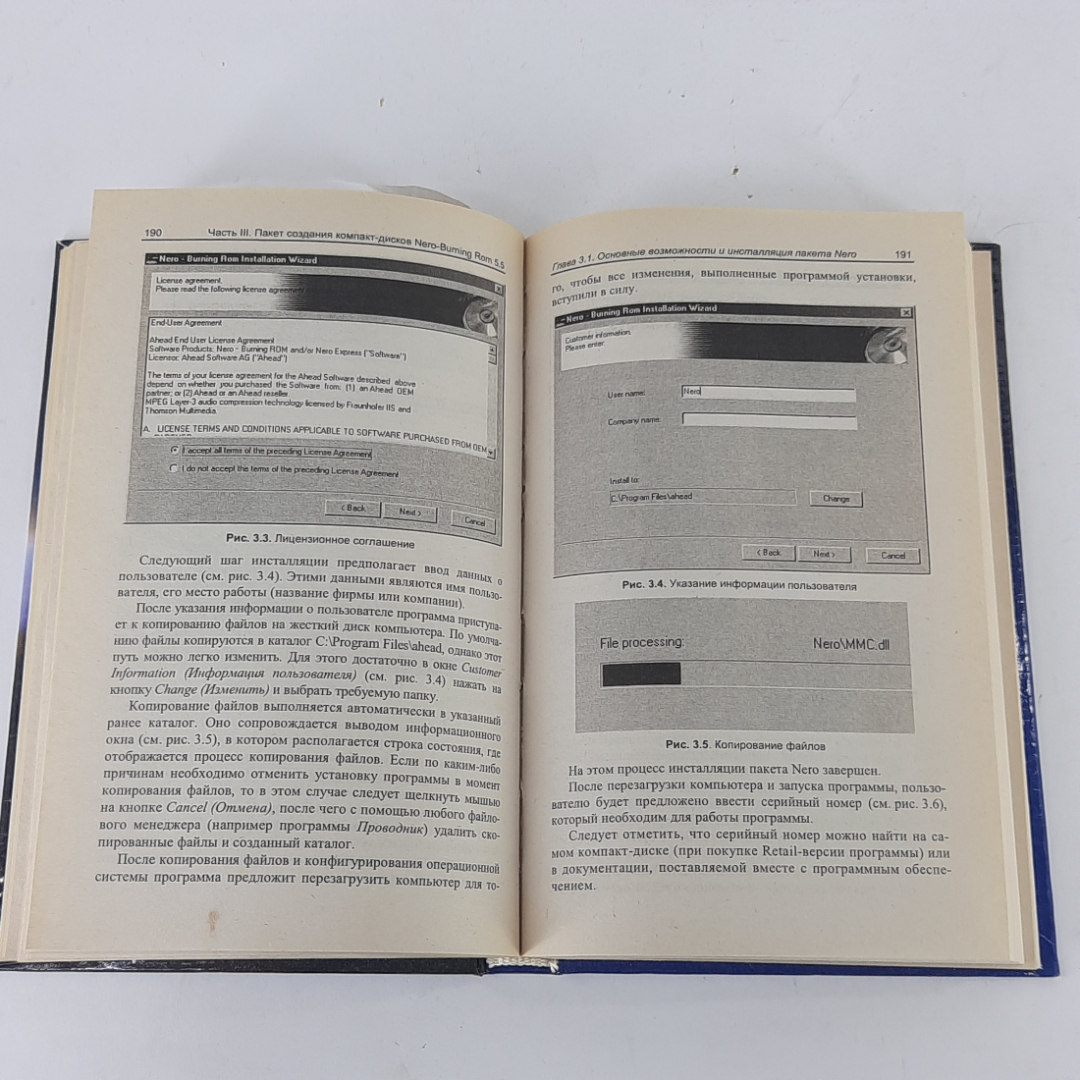 190
Часть III. Пакет создания компакт-дисков Nero-Burning Rom 5.5
Nero - Burning Rom Installation Wizard
License agreement.
Please read the following license agreement
End-User Agreement
Ahead End User License Agreement
Software Products: Nero - Burning ROM and/or Nero Express ("Software")
Licensor: Ahead Software AG ("Ahead")
The terms of your license agreement for the Ahead Software described above
depend on whether you purchased the Software from: (1) an Ahead OEM
partner; or (2) Ahead or an Ahead reseller.
MPEG Layer-3 audio compression technology licensed by Fraunhofer IIS and
Thomson Multimedia.
A. LICENSE TERMS AND CONDITIONS APPLICABLE TO SOFTWARE PURCHASED FROM OEM
I accept all terms of the preceding License Agreement
I do not accept the terms of the preceding License Agreement
< Back
Next >
Cancel
Рис. 3.3. Лицензионное соглашение
Следующий шаг инсталляции предполагает ввод данных о
пользователе (см. рис. 3.4). Этими данными являются имя пользо-
вателя, его место работы (название фирмы или компании).
После указания информации о пользователе программа приступа-
ет к копированию файлов на жесткий диск компьютера. По умолча-
нию файлы копируются в каталог C:\Program Files\ahead, однако этот
путь можно легко изменить. Для этого достаточно в окне Customer
Information (Информация пользователя) (см. рис. 3.4) нажать на
кнопку Change (Изменить) и выбрать требуемую папку.
Копирование файлов выполняется автоматически в указанный
ранее каталог. Оно сопровождается выводом информационного
окна (см. рис. 3.5), в котором располагается строка состояния, где
отображается процесс копирования файлов. Если по каким-либо
причинам необходимо отменить установку программы в момент
копирования файлов, то в этом случае следует щелкнуть мышью
на кнопке Cancel (Отмена), после чего с помощью любого файло-
вого менеджера (например программы Проводник) удалить ско-
пированные файлы и созданный каталог.
После копирования файлов и конфигурирования операционной
системы программа предложит перезагрузить компьютер для то-
Глава 3.1. Основные возможности и инсталляция пакета Nero
191
го, чтобы все изменения, выполненные программой установки,
вступили в силу.
Nero - Burning Rom Installation Wizard
Customer information.
Please enter:
User name:
Nero
Company name:
Install to:
C:\Program Files\ahead
Change
< Back
Next >
Cancel
Рис. 3.4. Указание информации пользователя
File processing:
Nero\MMC.dll
Рис. 3.5. Копирование файлов
На этом процесс инсталляции пакета Nero завершен.
После перезагрузки компьютера и запуска программы, пользо-
вателю будет предложено ввести серийный номер (см. рис. 3.6),
который необходим для работы программы.
Следует отметить, что серийный номер можно найти на са-
мом компакт-диске (при покупке Retail-версии программы) или
в документации, поставляемой вместе с программным обеспе-
чением.